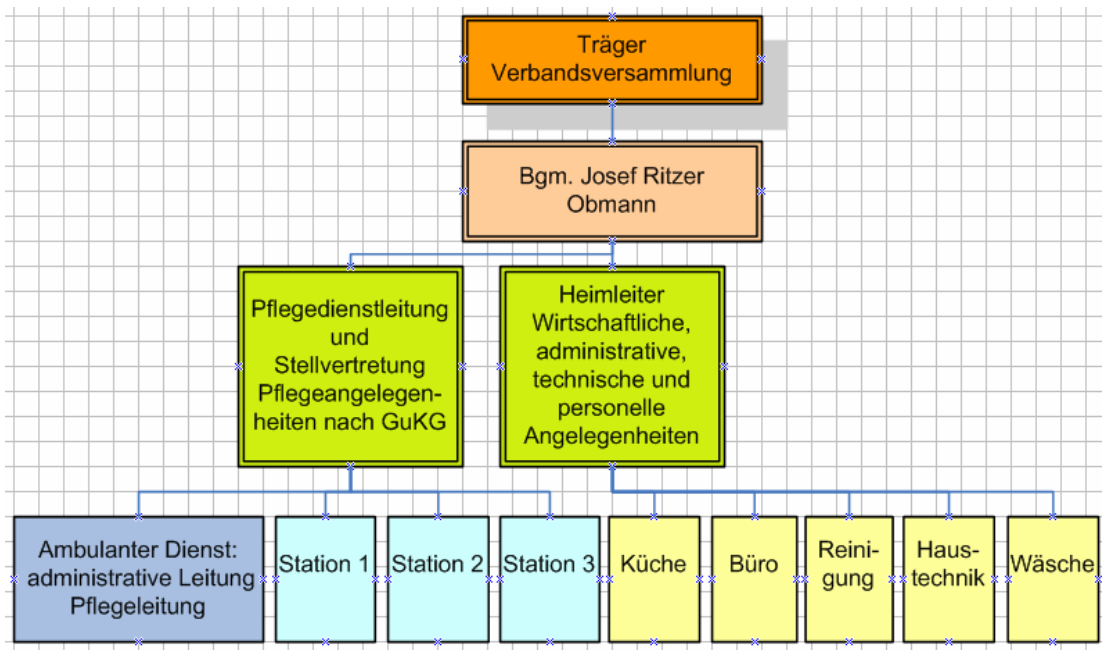 Träger
Verbandsversammlung
Bgm. Josef Ritzer
Obmann
Pflegedienstleitung
und
Stellvertretung
Pflegeangelegen-
heiten nach GuKG
Heimleiter
Wirtschaftliche,
administrative,
technische und
personelle
Angelegenheiten
Ambulanter Dienst:
administrative Leitung
Pflegeleitung
Station 1
Station 2
Station 3
Küche
Büro
Reini-
gung
Haus-
technik
Wäsche